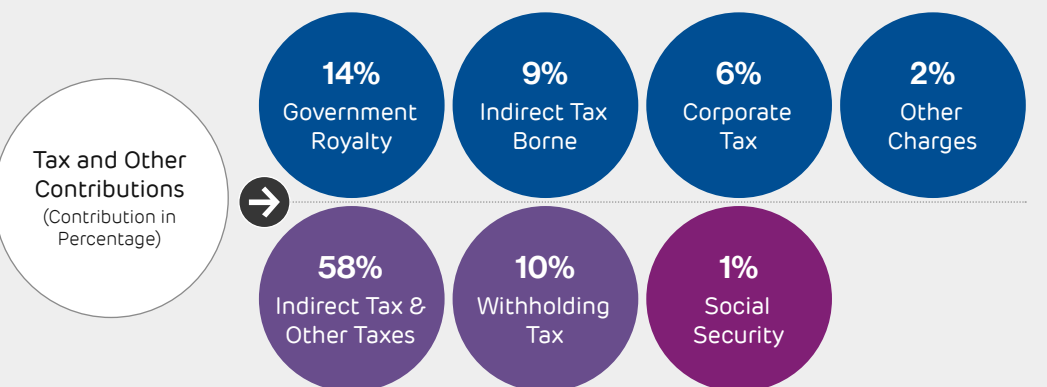 Tax and Other
Contributions
(Contribution in
Percentage)
14%
Government
Royalty
9%
Indirect Tax
Borne
6%
Corporate
Tax
2%
Other
Charges
58%
Indirect Tax &
Other Taxes
10%
Withholding
Tax
1%
Social
Security